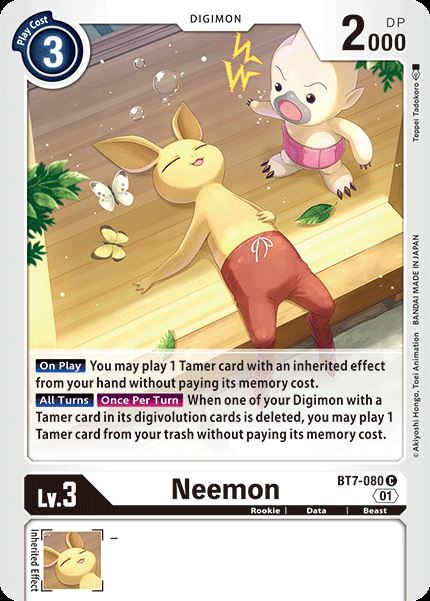 DIGIMON
Play Cost
3
DP
2000
Teppei Tadokoro
© Akiyoshi Hongo, Toei Animation BANDAI MADE IN JAPAN
On Play You may play 1 Tamer card with an inherited effect
from your hand without paying its memory cost.
All Turns Once Per Turn When one of your Digimon with a
Tamer card in its digivolution cards is deleted, you may play 1
Tamer card from your trash without paying its memory cost.
Lv.3
Neemon
BT7-080 C
01
Rookie | Data | Beast
Inherited Effect
–